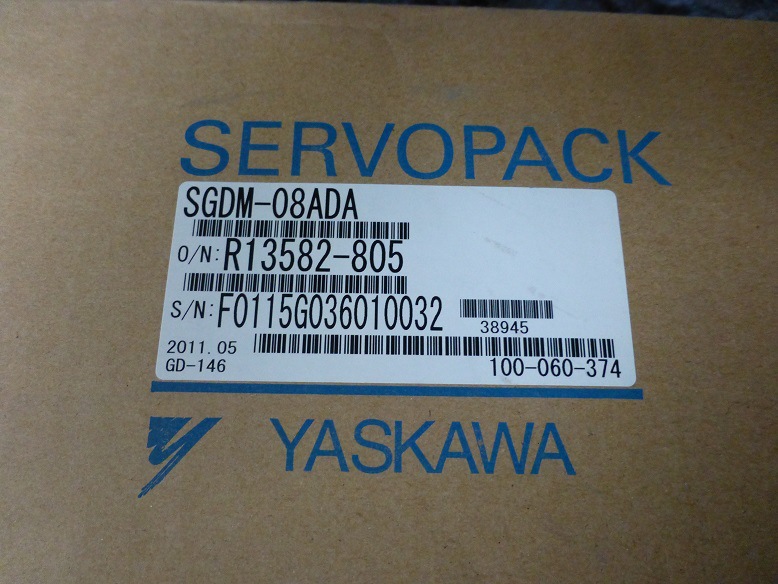 SERVOPACK
SGDM-08ADA
O/N: R13582-805
S/N: F0115G036010032
38945
2011.05
GD-146
100-060-374
YASKAWA